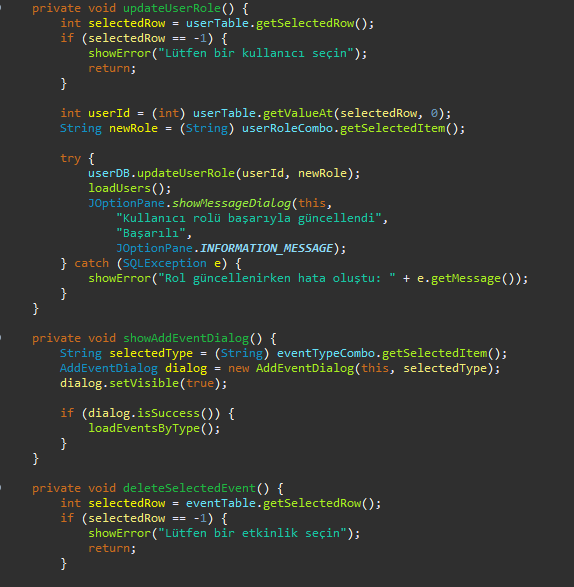 private void updateUserRole() {
int selectedRow = userTable.getSelectedRow();
if (selectedRow == -1) {
showError("Lütfen bir kullanıcı seçin");
return;
}
int userId = (int) userTable.getValueAt(selectedRow, 0);
String newRole = (String) userRoleCombo.getSelectedItem();
try {
userDB.updateUserRole(userId, newRole);
loadUsers();
JOptionPane.showMessageDialog(this,
"Kullanıcı rolü başarıyla güncellendi",
"Başarılı",
JOptionPane.INFORMATION_MESSAGE);
} catch (SQLException e) {
showError("Rol güncellenirken hata oluştu: " + e.getMessage());
}
}
private void showAddEventDialog() {
String selectedType = (String) eventTypeCombo.getSelectedItem();
AddEventDialog dialog = new AddEventDialog(this, selectedType);
dialog.setVisible(true);
if (dialog.isSuccess()) {
loadEventsByType();
}
}
private void deleteSelectedEvent() {
int selectedRow = eventTable.getSelectedRow();
if (selectedRow == -1) {
showError("Lütfen bir etkinlik seçin");
return;
}